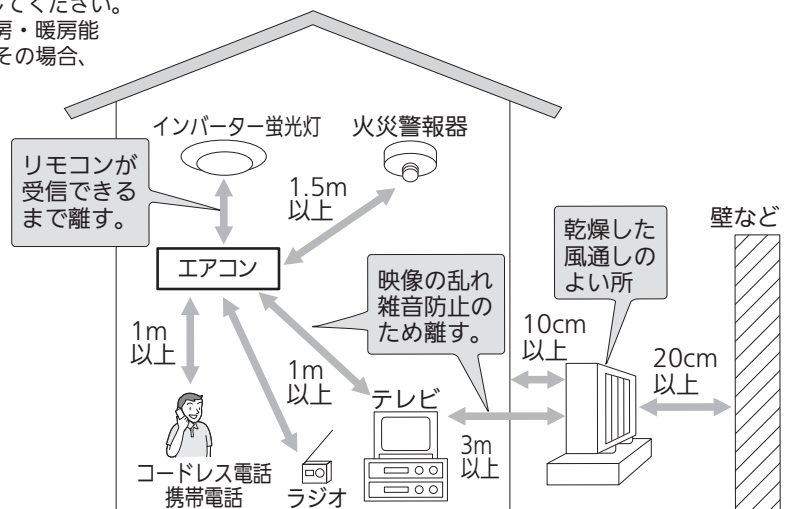 してください。
房・暖房能
その場合、
インバーター蛍光灯
火災警報器
リモコンが
受信できる
まで離す。
1.5m
以上
エアコン
壁など
乾燥した
風通しの
よい所
映像の乱れ
雑音防止の
ため離す。
1m
以上
1m
以上
10cm
以上
20cm
以上
テレビ
3m
以上
コードレス電話
携帯電話
ラジオ